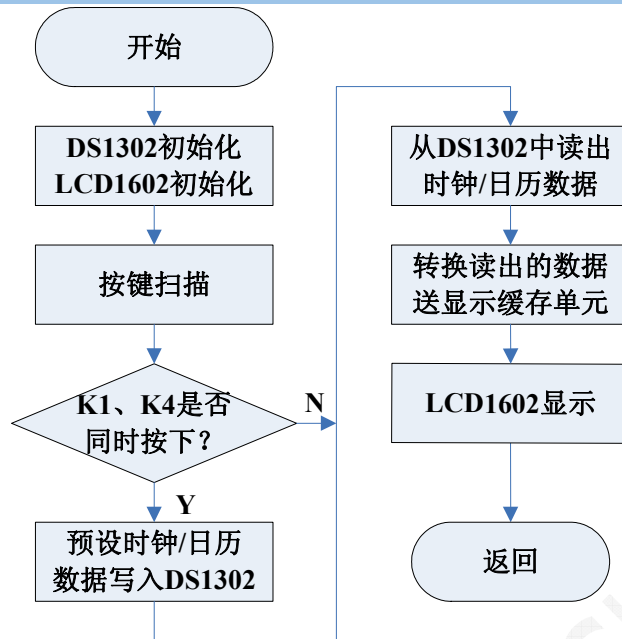 开始
DS1302初始化
LCD1602初始化
按键扫描
K1、K4是否
同时按下？
N
Y
预设时钟/日历
数据写入DS1302
从DS1302中读出
时钟/日历数据
转换读出的数据
送显示缓存单元
LCD1602显示
返回